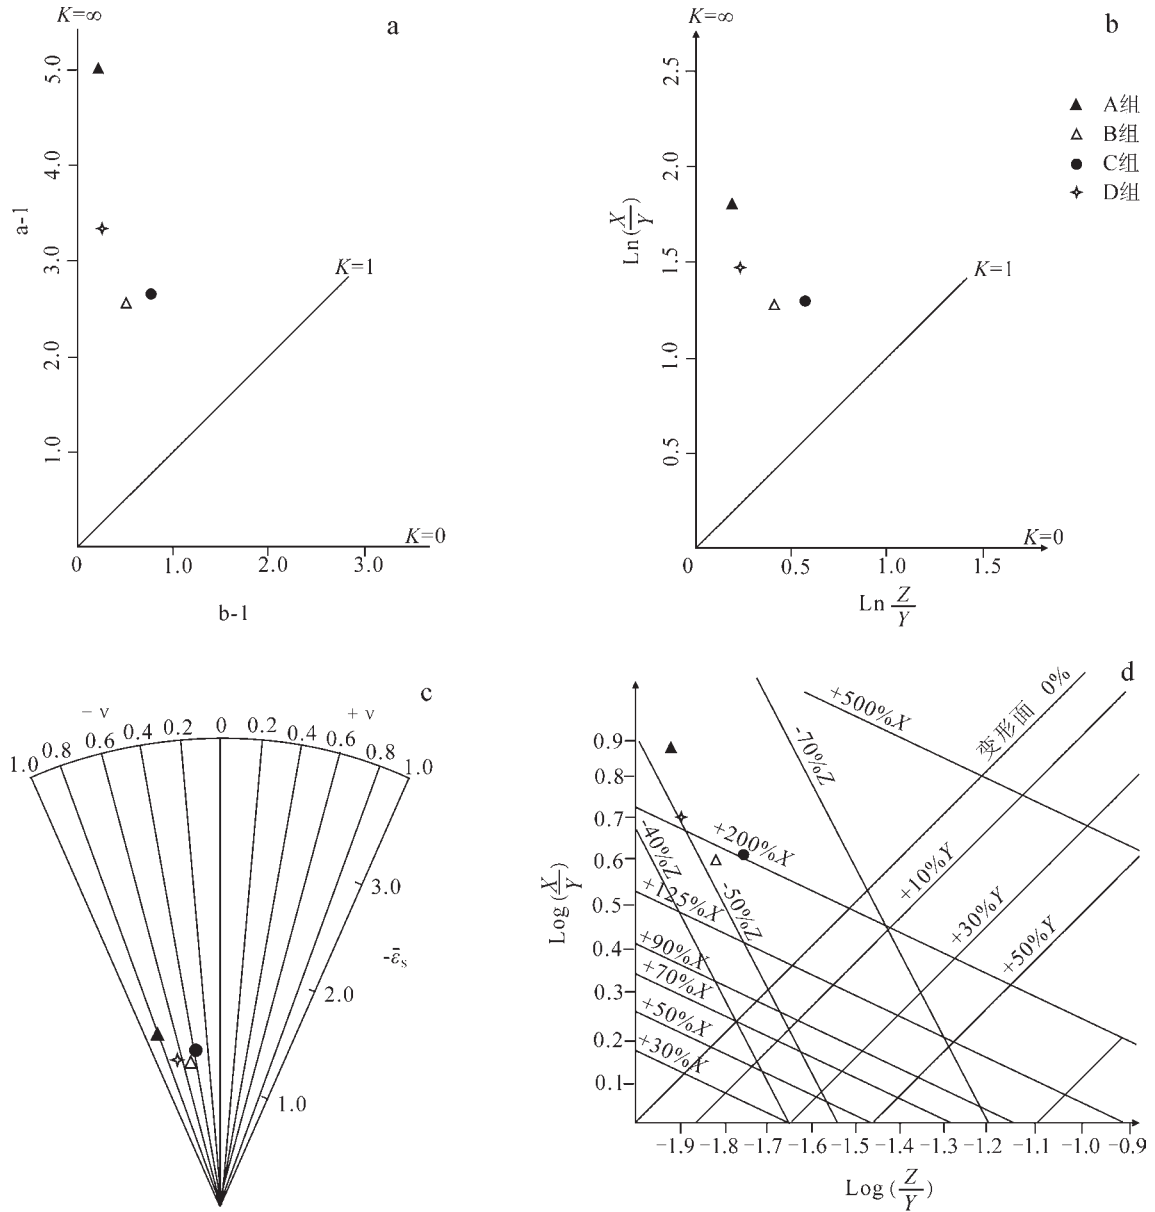 K=∞
a
5.0
4.0
3.0
2.0
1.0
a-1
K=1
K=0
0
1.0
2.0
3.0
b-1
K=∞
b
2.5
2.0
1.5
1.0
0.5
Ln(X/Y)
K=1
K=0
0
0.5
1.0
1.5
Ln Z/Y
A组
B组
C组
D组
c
-v
+v
1.0
0.8
0.6
0.4
0.2
0
0.2
0.4
0.6
0.8
1.0
3.0
2.0
1.0
-ε̄s
d
0.9
0.8
0.7
0.6
0.5
0.4
0.3
0.2
0.1
Log(X/Y)
+500%X
变形面 0%
-70%Z
+200%X
-40%Z
-50%Z
+125%X
+90%X
+70%X
+50%X
+30%X
+10%Y
+30%Y
+50%Y
-1.9
-1.8
-1.7
-1.6
-1.5
-1.4
-1.3
-1.2
-1.1
-1.0
-0.9
Log(Z/Y)